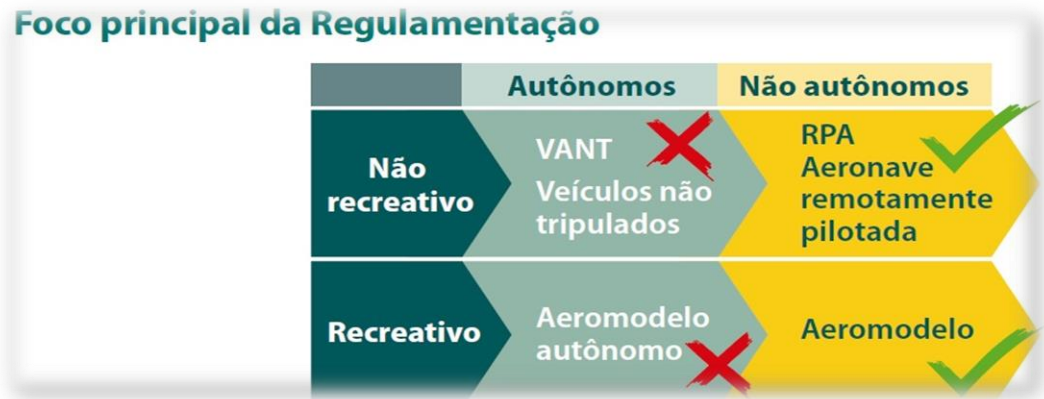 Foco principal da Regulamentação
Autônomos
Não autônomos
Não
recreativo
VANT
Veículos não
tripulados
RPA
Aeronave
remotamente
pilotada
Recreativo
Aeromodelo
autônomo
Aeromodelo